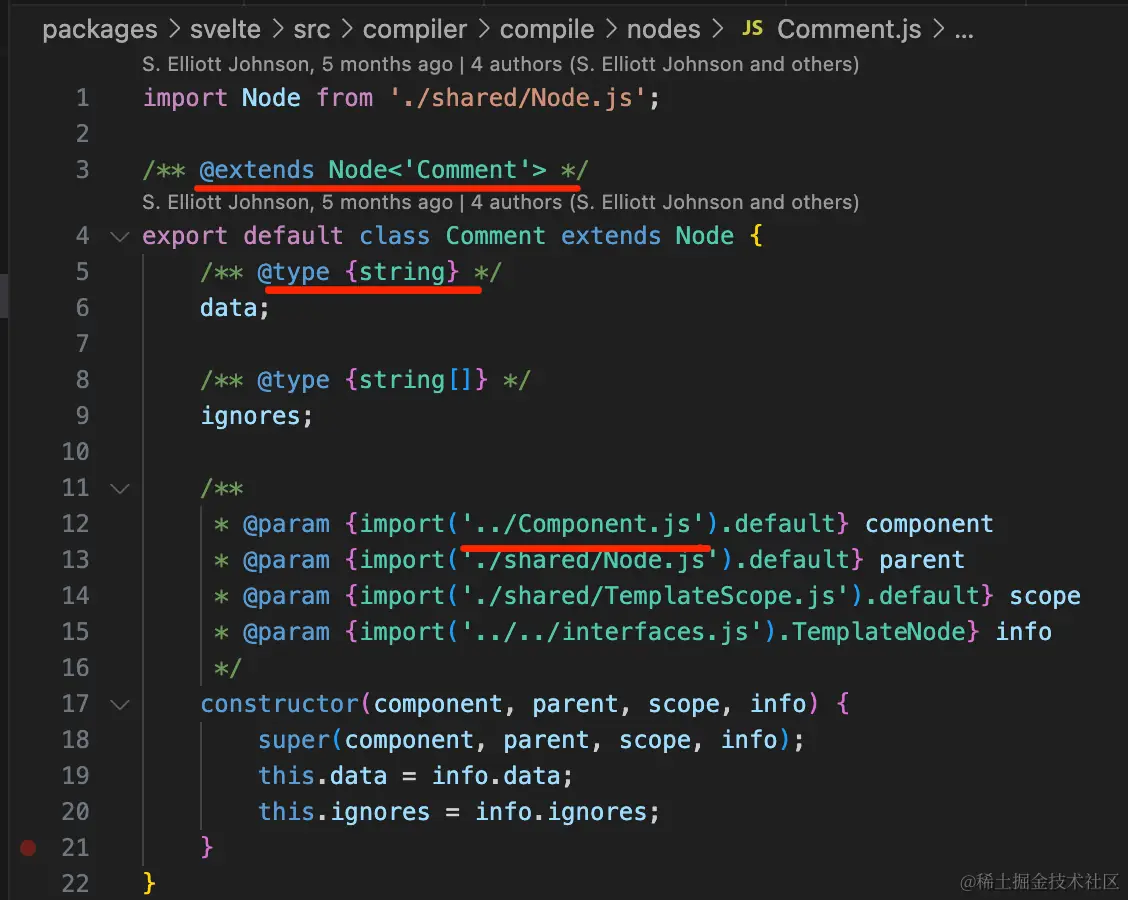 packages > svelte > src > compiler > compile > nodes > JS Comment.js > ...
S. Elliott Johnson, 5 months ago | 4 authors (S. Elliott Johnson and others)
1 import Node from './shared/Node.js';
2
3 /** @extends Node<'Comment'> */
S. Elliott Johnson, 5 months ago | 4 authors (S. Elliott Johnson and others)
4 export default class Comment extends Node {
5 /** @type {string} */
6 data;
7
8 /** @type {string[]} */
9 ignores;
10
11 /**
12 * @param {import('../Component.js').default} component
13 * @param {import('./shared/Node.js').default} parent
14 * @param {import('./shared/TemplateScope.js').default} scope
15 * @param {import('../../interfaces.js').TemplateNode} info
16 */
17 constructor(component, parent, scope, info) {
18 super(component, parent, scope, info);
19 this.data = info.data;
20 this.ignores = info.ignores;
21 }
22 }
@稀土掘金技术社区